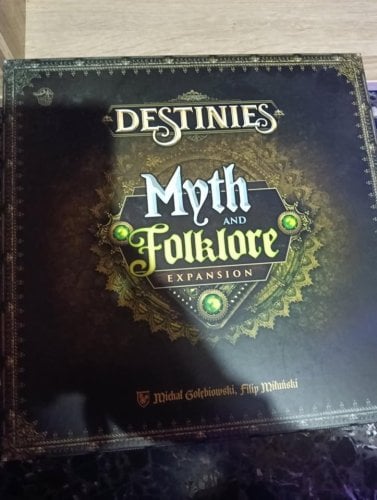 DESTINIES
Myth
AND
Folklore
EXPANSION
Michał Gołębiowski, Filip Miłuński